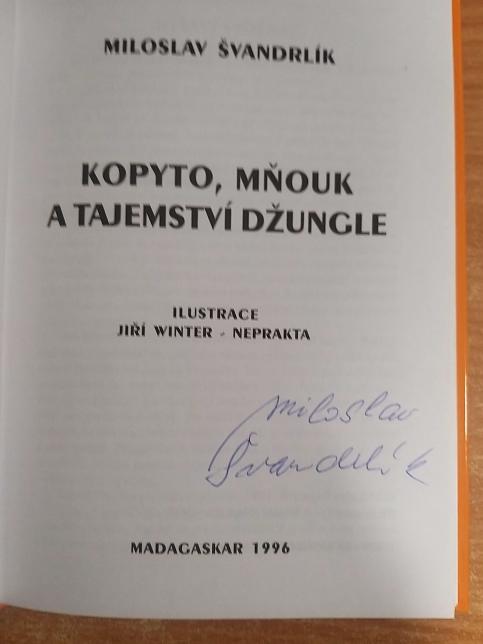 MILOSLAV ŠVANDRLÍK
KOPYTO, MŇOUK
A TAJEMSTVÍ DŽUNGLE
ILUSTRACE
JIŘÍ WINTER - NEPRAKTA
Miloslav
Švandrlík
MADAGASKAR 1996